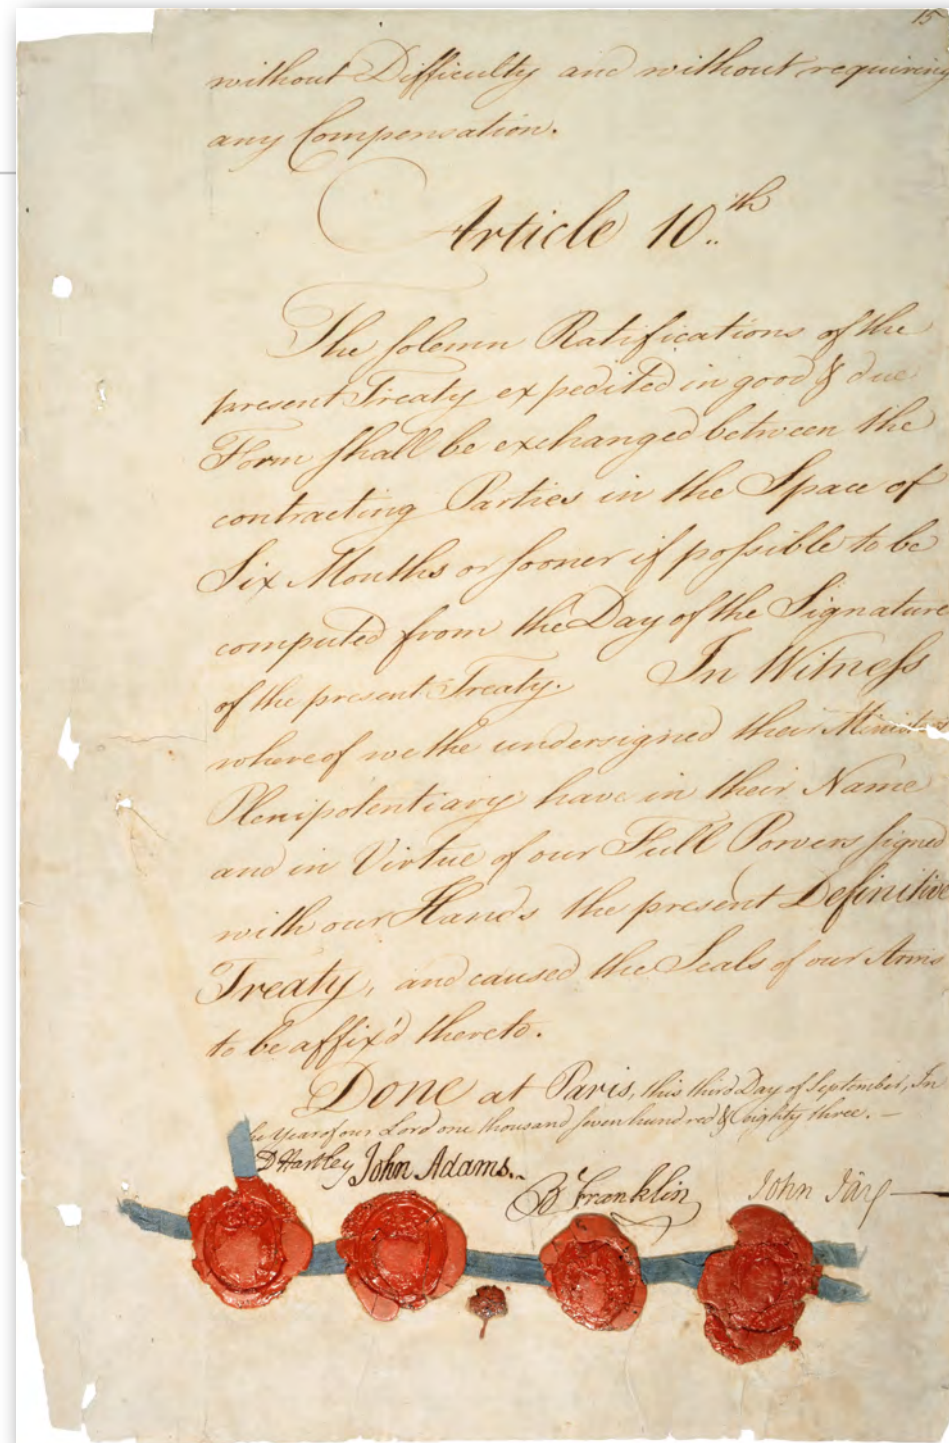 15
without Difficulty and without requiring
any Compensation.
Article 10.th
The solemn Ratifications of the
present Treaty expedited in good & due
Form shall be exchanged between the
contracting Parties in the Space of
Six Months or sooner if possible to be
computed from the Day of the Signature
of the present Treaty. In Witness
whereof we the undersigned their Ministers
Plenipotentiary have in their Name
and in Virtue of our Full Powers signed
with our Hands the present Definitive
Treaty, and caused the Seals of our Arms
to be affix'd thereto.
Done at Paris, this third Day of September, In
the Year of our Lord one thousand seven hundred & eighty three. —
D Hartley John Adams. B Franklin John Jay —